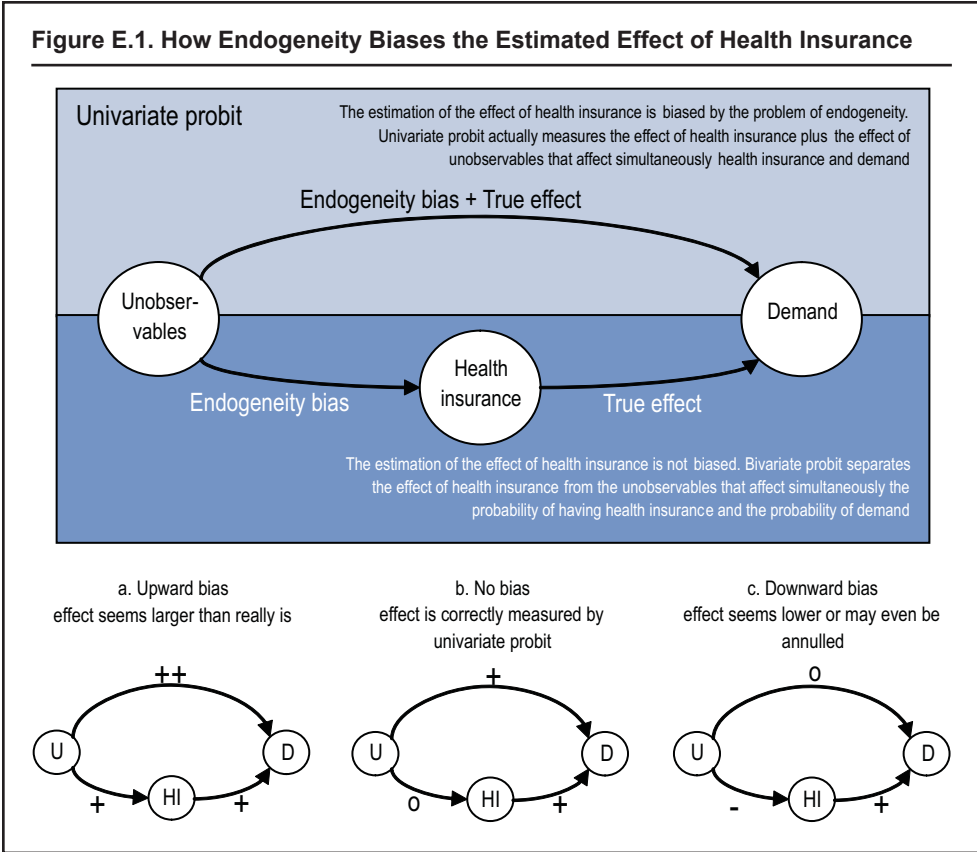 Figure E.1. How Endogeneity Biases the Estimated Effect of Health Insurance
Univariate probit
The estimation of the effect of health insurance is biased by the problem of endogeneity.
Univariate probit actually measures the effect of health insurance plus the effect of
unobservables that affect simultaneously health insurance and demand
Endogeneity bias + True effect
Unobser-
vables
Demand
Health
insurance
Endogeneity bias
True effect
The estimation of the effect of health insurance is not biased. Bivariate probit separates
the effect of health insurance from the unobservables that affect simultaneously the
probability of having health insurance and the probability of demand
a. Upward bias
effect seems larger than really is
++
U
D
HI
+
+
b. No bias
effect is correctly measured by
univariate probit
+
U
D
HI
o
+
c. Downward bias
effect seems lower or may even be
annulled
o
U
D
HI
-
+